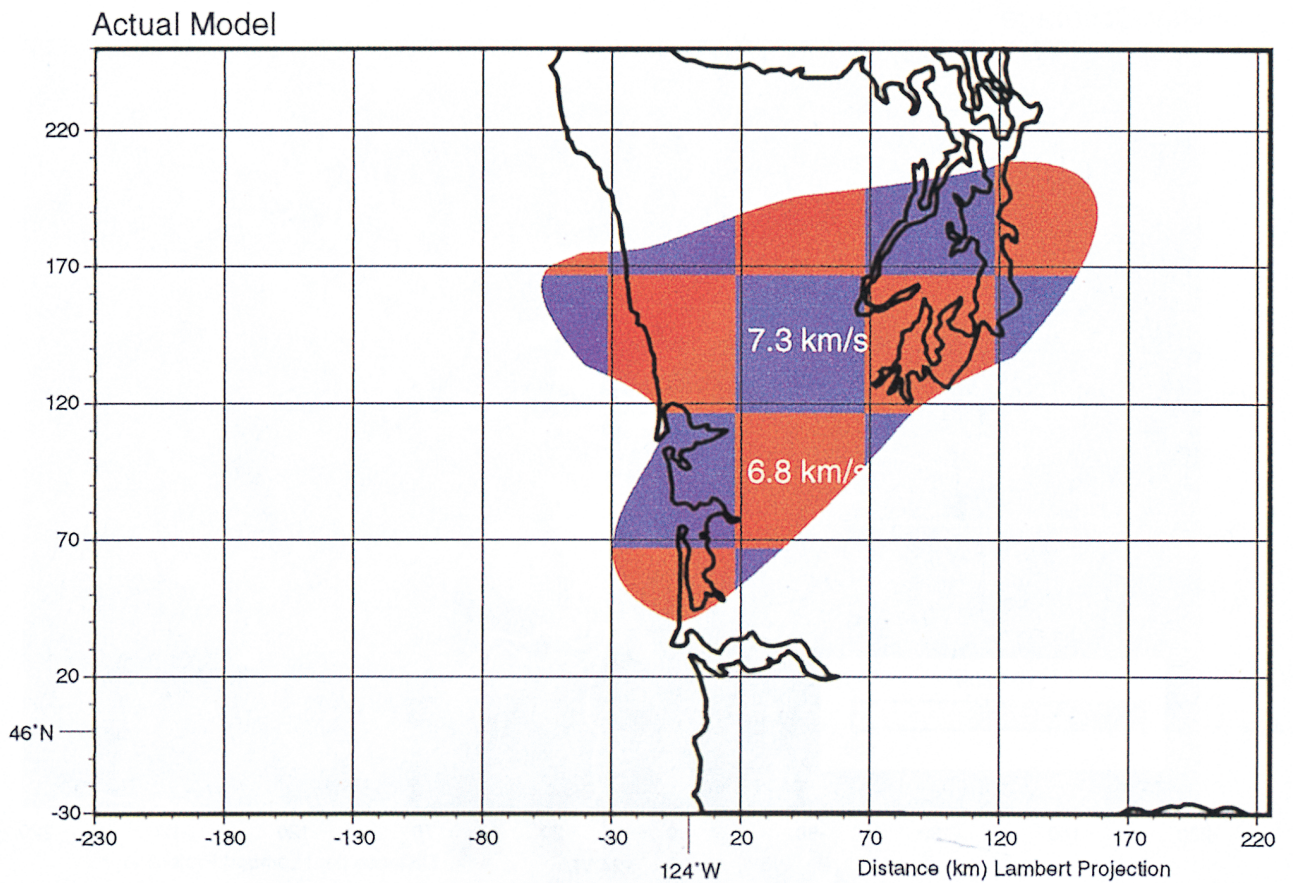 Actual Model
220
170
7.3 km/s
120
6.8 km/s
70
20
46°N
-30
-230 -180 -130 -80 -30 20 70 120 170 220
124°W Distance (km) Lambert Projection